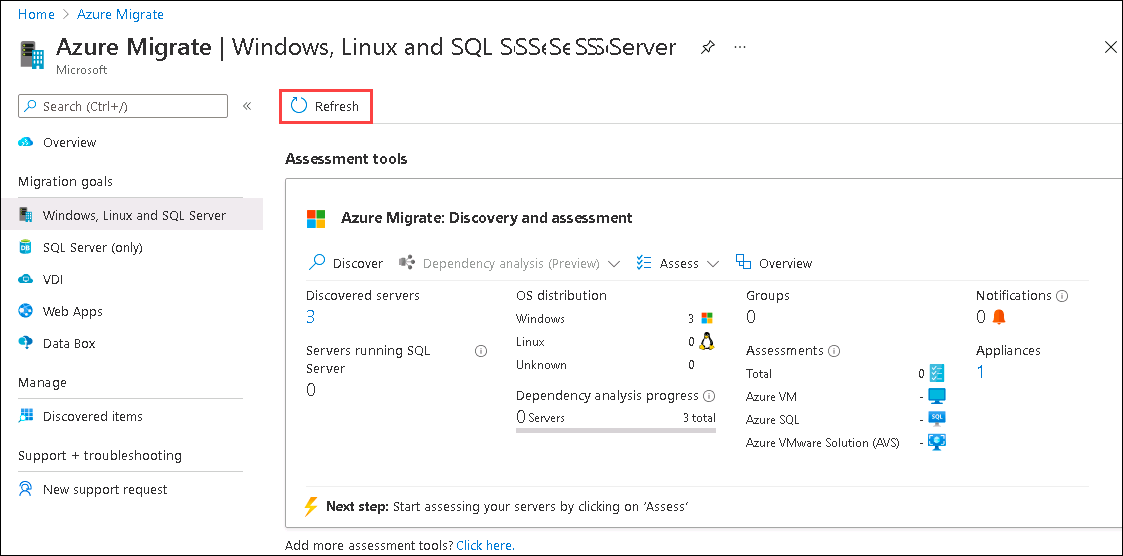 Home > Azure Migrate
Azure Migrate | Windows, Linux and SQL Server
...
Microsoft
Search (Ctrl+/)
«
Refresh
Overview
Migration goals
Windows, Linux and SQL Server
SQL Server (only)
VDI
Web Apps
Data Box
Manage
Discovered items
Support + troubleshooting
New support request
Assessment tools
Azure Migrate: Discovery and assessment
Discover
Dependency analysis (Preview)
Assess
Overview
Discovered servers
3
Servers running SQL
Server
0
OS distribution
Windows 3
Linux 0
Unknown 0
Dependency analysis progress
0 Servers 3 total
Groups
0
Assessments
Total 0
Azure VM -
Azure SQL - SQL
Azure VMware Solution (AVS) -
Notifications
0
Appliances
1
Next step: Start assessing your servers by clicking on 'Assess'
Add more assessment tools? Click here.